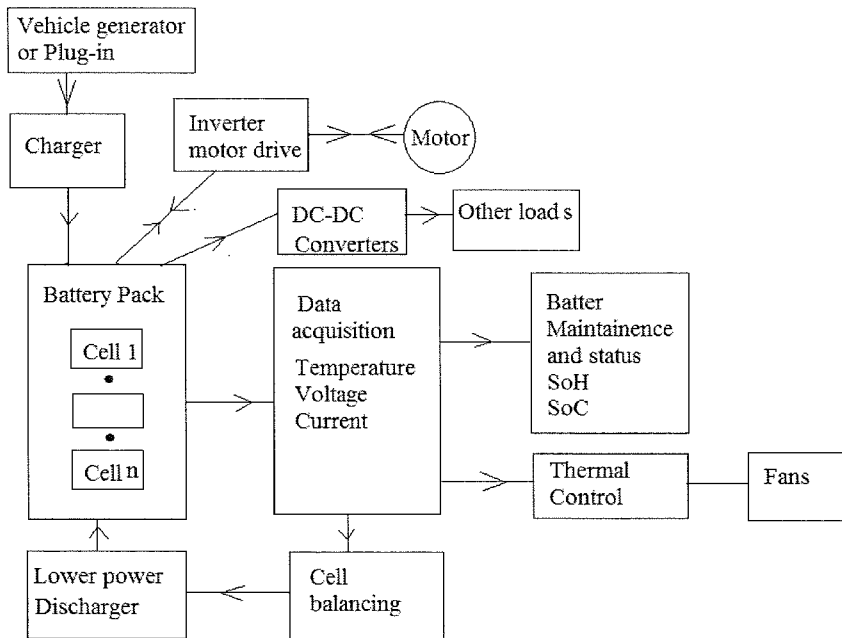 Vehicle generator
or Plug-in
Charger
Inverter
motor drive
Motor
DC-DC
Converters
Other load s
Battery Pack
Cell 1
Cell n
Data
acquisition
Temperature
Voltage
Current
Batter
Maintainence
and status
SoH
SoC
Thermal
Control
Fans
Lower power
Discharger
Cell
balancing